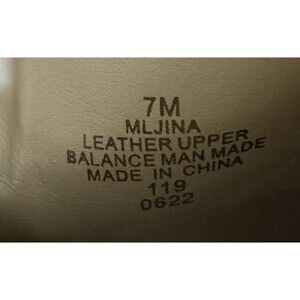 7M
MLJINA
LEATHER UPPER
BALANCE MAN MADE
MADE IN CHINA
119
0622